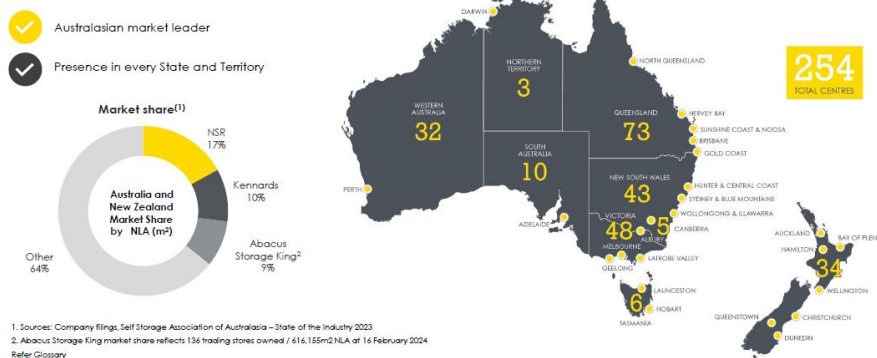 Australasian market leader
Presence in every State and Territory
Market share(1)
NSR
17%
Kennards
10%
Abacus
Storage King2
9%
Other
64%
Australia and
New Zealand
Market Share
by NLA (m2)
DARWIN
NORTHERN
TERRITORY
3
NORTH QUEENSLAND
254
TOTAL CENTRES
WESTERN
AUSTRALIA
32
QUEENSLAND
73
HERVEY BAY
SUNSHINE COAST & NOOSA
BRISBANE
GOLD COAST
SOUTH
AUSTRALIA
10
NEW SOUTH WALES
43
HUNTER & CENTRAL COAST
SYDNEY & BLUE MOUNTAINS
WOLLONGONG & ILLAWARRA
PERTH
ADELAIDE
VICTORIA
48
5
CANBERRA
ALBURY
MELBOURNE
GEELONG
LATROBE VALLEY
6
LAUNCESTON
HOBART
TASMANIA
AUCKLAND
BAY OF PLEN
HAMILTON
34
WELLINGTON
QUEENSTOWN
CHRISTCHURCH
DUNEDIN
1. Sources: Company filings, Self Storage Association of Australasia – State of the Industry 2023
2. Abacus Storage King market share reflects 136 trading stores owned / 616,155m2 NLA at 16 February 2024
Refer Glossary